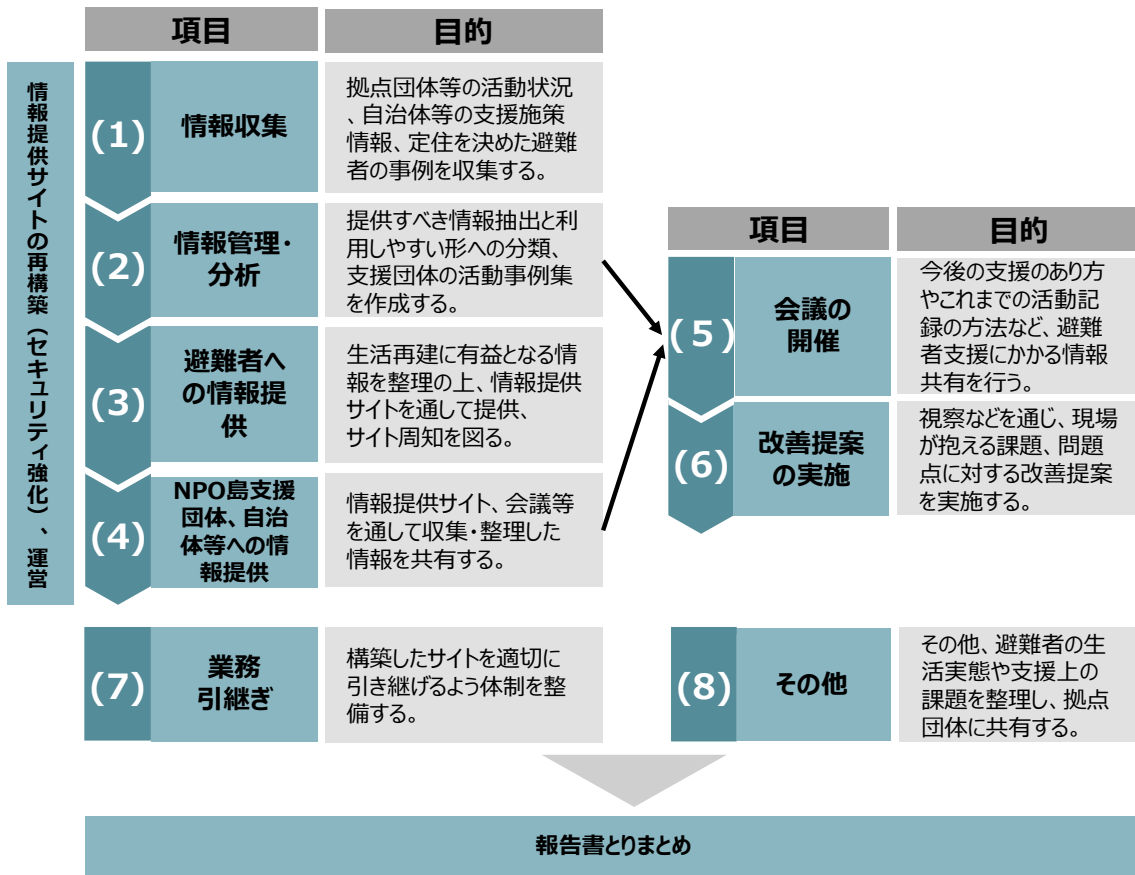 情報提供サイトの再構築（セキュリティ強化）、運営
項目
目的
(1)
情報収集
拠点団体等の活動状況
、自治体等の支援施策
情報、定住を決めた避難
者の事例を収集する。
(2)
情報管理・
分析
提供すべき情報抽出と利
用しやすい形への分類、
支援団体の活動事例集
を作成する。
(3)
避難者へ
の情報提
供
生活再建に有益となる情
報を整理の上、情報提供
サイトを通して提供、
サイト周知を図る。
(4)
NPO島支援
団体、自治
体等への情
報提供
情報提供サイト、会議等
を通して収集・整理した
情報を共有する。
項目
目的
(５)
会議の
開催
今後の支援のあり方
やこれまでの活動記
録の方法など、避難
者支援にかかる情報
共有を行う。
(6)
改善提案
の実施
視察などを通じ、現場
が抱える課題、問題
点に対する改善提案
を実施する。
(7)
業務
引継ぎ
構築したサイトを適切に
引き継げるよう体制を整
備する。
(8)
その他
その他、避難者の生
活実態や支援上の
課題を整理し、拠点
団体に共有する。
報告書とりまとめ